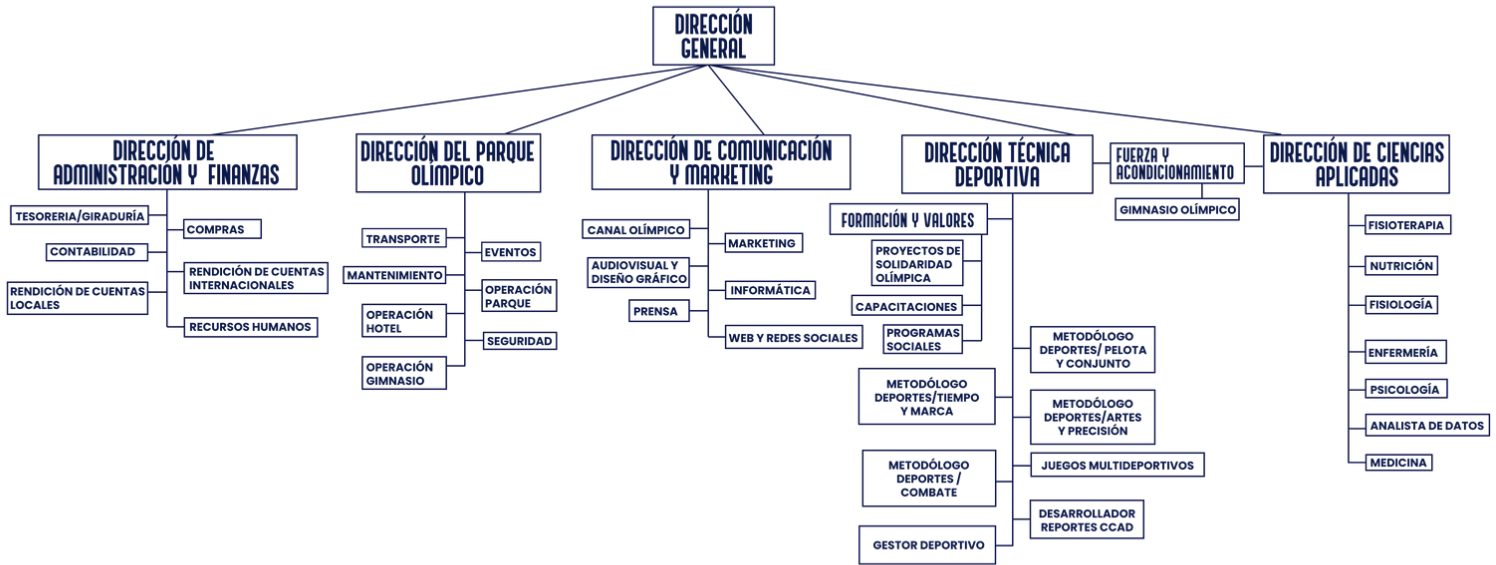 DIRECCIÓN
GENERAL
DIRECCIÓN DE
ADMINISTRACIÓN Y FINANZAS
TESORERIA/GIRADURÍA
COMPRAS
CONTABILIDAD
RENDICIÓN DE CUENTAS
INTERNACIONALES
RENDICIÓN DE CUENTAS
LOCALES
RECURSOS HUMANOS
DIRECCIÓN DEL PARQUE
OLÍMPICO
TRANSPORTE
EVENTOS
MANTENIMIENTO
OPERACIÓN
PARQUE
OPERACIÓN
HOTEL
SEGURIDAD
OPERACIÓN
GIMNASIO
DIRECCIÓN DE COMUNICACIÓN
Y MARKETING
CANAL OLÍMPICO
MARKETING
AUDIOVISUAL Y
DISEÑO GRÁFICO
INFORMÁTICA
PRENSA
WEB Y REDES SOCIALES
DIRECCIÓN TÉCNICA
DEPORTIVA
FORMACIÓN Y VALORES
PROYECTOS DE
SOLIDARIDAD
OLÍMPICA
CAPACITACIONES
PROGRAMAS
SOCIALES
METODÓLOGO
DEPORTES/ PELOTA
Y CONJUNTO
METODÓLOGO
DEPORTES/TIEMPO
Y MARCA
METODÓLOGO
DEPORTES/ARTES
Y PRECISIÓN
METODÓLOGO
DEPORTES /
COMBATE
JUEGOS MULTIDEPORTIVOS
DESARROLLADOR
REPORTES CCAD
GESTOR DEPORTIVO
FUERZA Y
ACONDICIONAMIENTO
GIMNASIO OLÍMPICO
DIRECCIÓN DE CIENCIAS
APLICADAS
FISIOTERAPIA
NUTRICIÓN
FISIOLOGÍA
ENFERMERÍA
PSICOLOGÍA
ANALISTA DE DATOS
MEDICINA